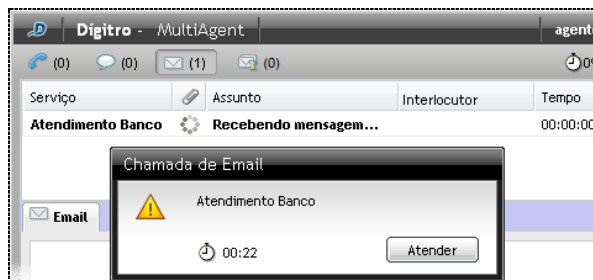 Dígitro - MultiAgent agent
(0) (0) (1) (0)
Serviço Assunto Interlocutor Tempo
Atendimento Banco Recebendo mensagem... 00:00:00
Chamada de Email
Atendimento Banco
Email
00:22 Atender